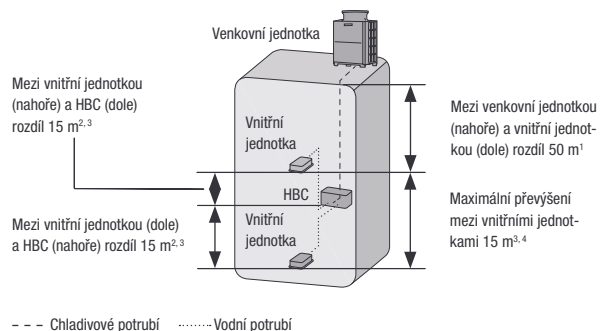 Venkovní jednotka
Mezi vnitřní jednotkou
(nahoře) a HBC (dole)
rozdíl 15 m²,³
Mezi vnitřní jednotkou (dole)
a HBC (nahoře) rozdíl 15 m²,³
Vnitřní
jednotka
HBC
Vnitřní
jednotka
Mezi venkovní jednotkou
(nahoře) a vnitřní jednot-
kou (dole) rozdíl 50 m¹
Maximální převýšení
mezi vnitřními jednot-
kami 15 m³,⁴
– – – Chladivové potrubí ········ Vodní potrubí